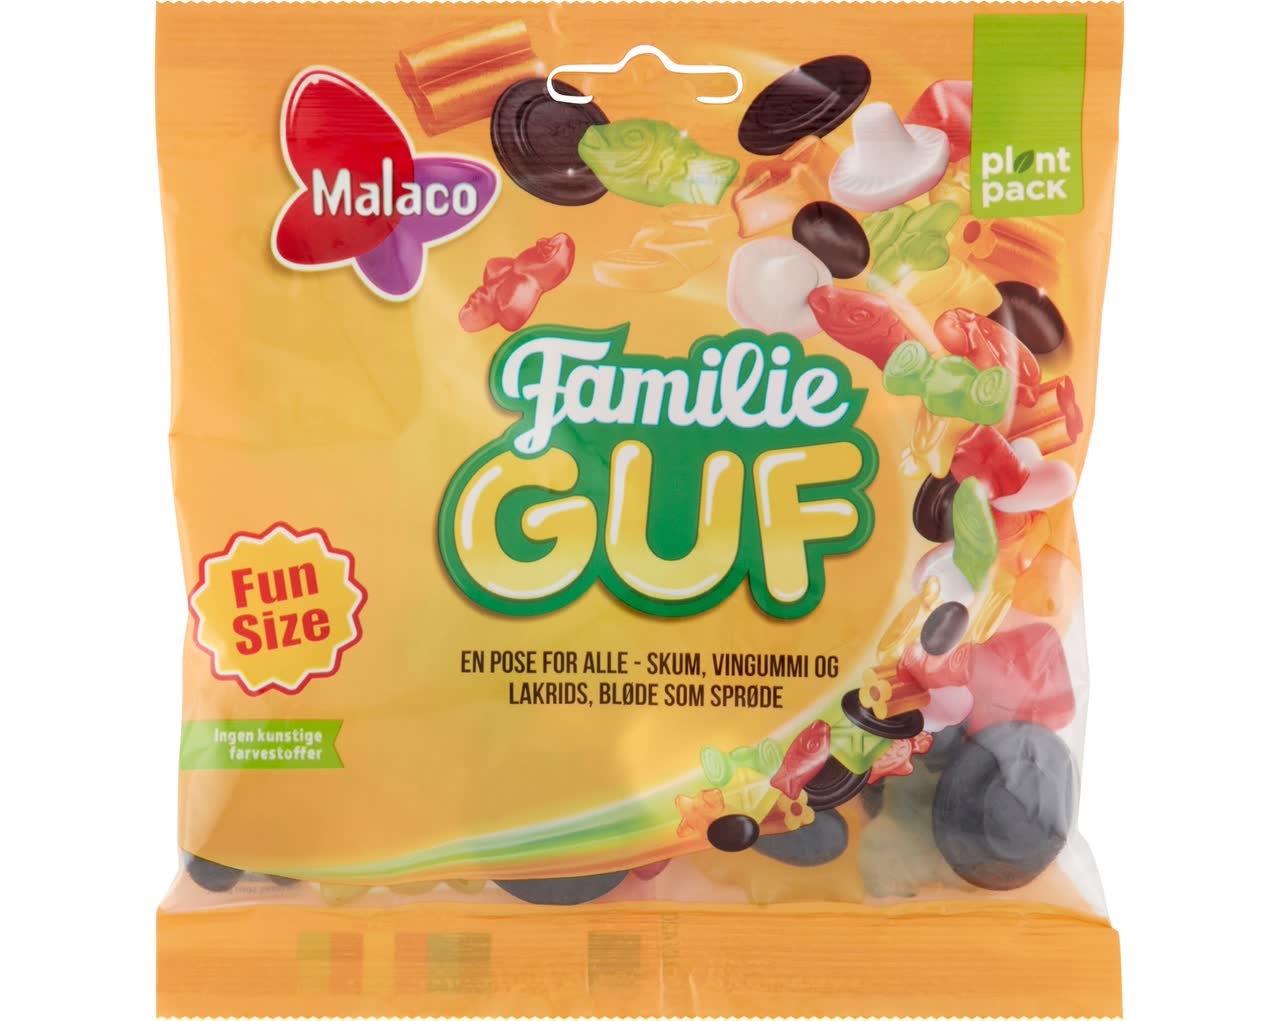 Malaco
plant
pack
Familie
GUF
Fun
Size
EN POSE FOR ALLE - SKUM, VINGUMMI OG
LAKRIDS, BLØDE SOM SPRØDE
Ingen kunstige
farvestoffer